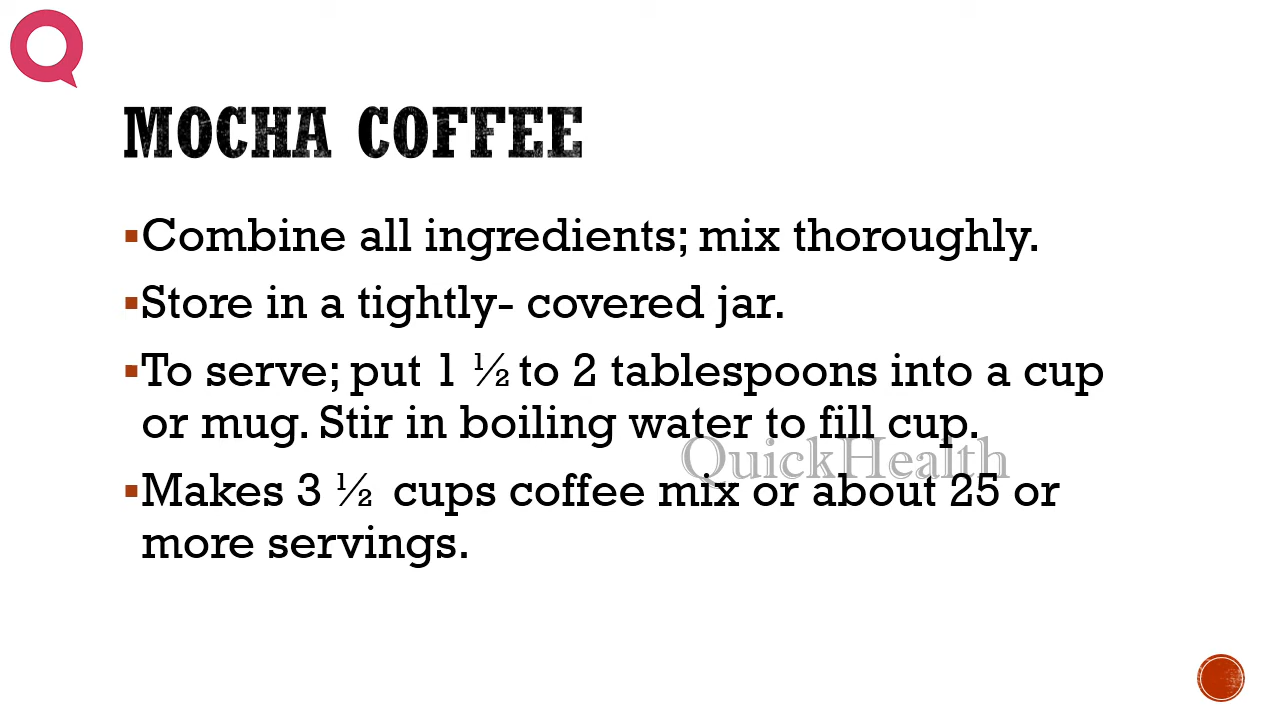 MOCHA COFFEE
▪Combine all ingredients; mix thoroughly.
▪Store in a tightly- covered jar.
▪To serve; put 1 ½ to 2 tablespoons into a cup
or mug. Stir in boiling water to fill cup.
QuickHealth
▪Makes 3 ½ cups coffee mix or about 25 or
more servings.